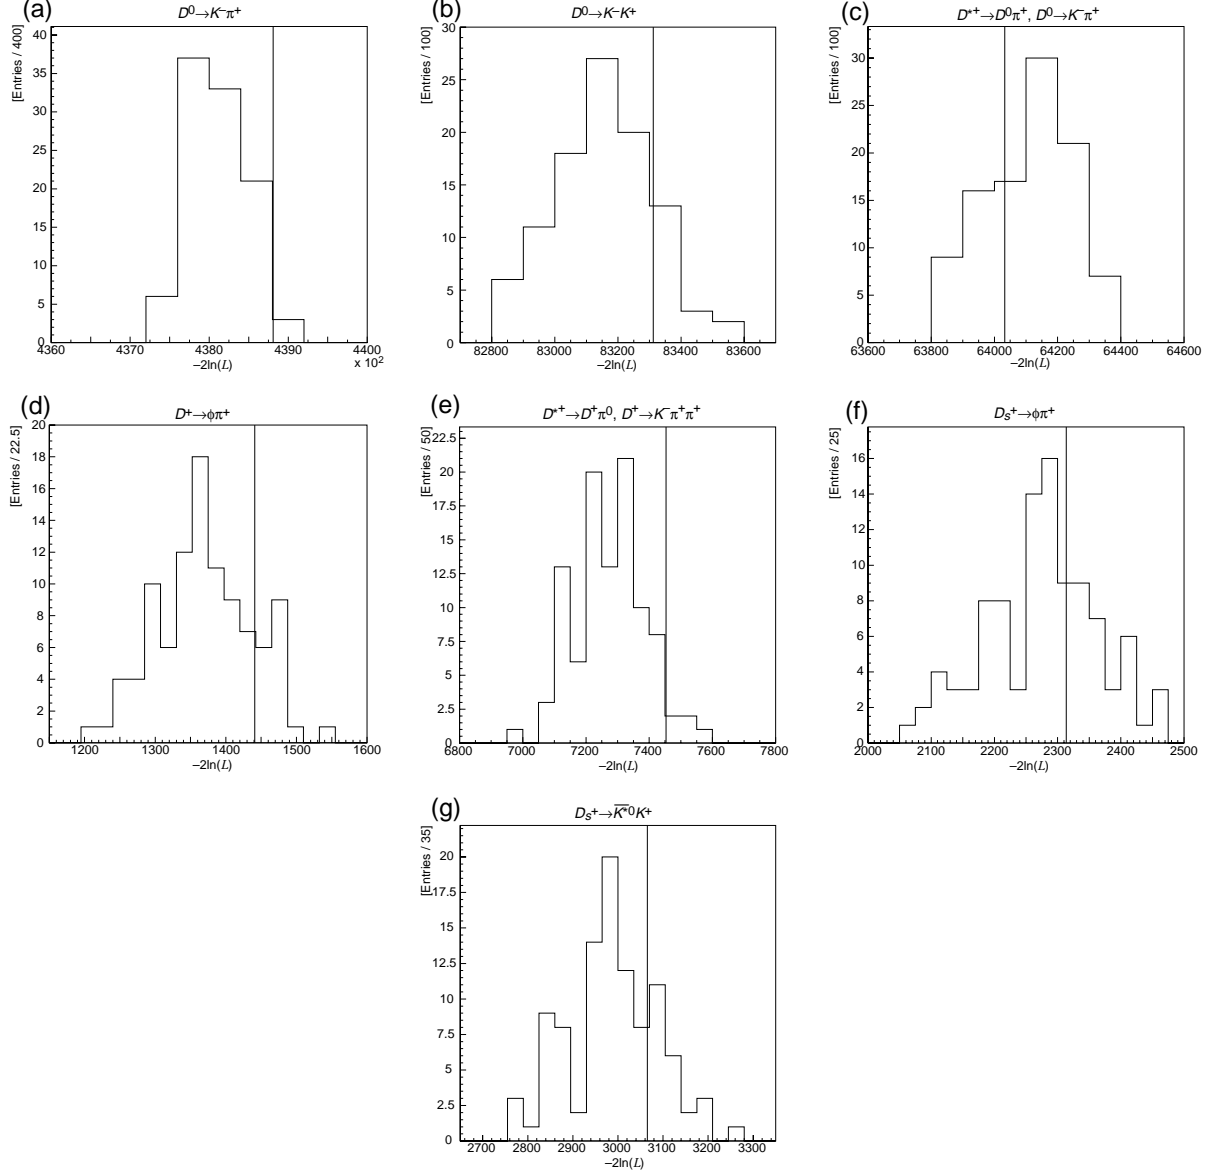 (a) D⁰→K⁻π⁺
[Entries / 400]
40
35
30
25
20
15
10
5
0
4360 4370 4380 4390 4400
x 10²
−2ln(L)
(b) D⁰→K⁻K⁺
[Entries / 100]
30
25
20
15
10
5
0
82800 83000 83200 83400 83600
−2ln(L)
(c) D*⁺→D⁰π⁺, D⁰→K⁻π⁺
[Entries / 100]
30
25
20
15
10
5
0
63600 63800 64000 64200 64400 64600
−2ln(L)
(d) D⁺→ϕπ⁺
[Entries / 22.5]
20
18
16
14
12
10
8
6
4
2
0
1200 1300 1400 1500 1600
−2ln(L)
(e) D*⁺→D⁺π⁰, D⁺→K⁻π⁺π⁺
[Entries / 50]
22.5
20
17.5
15
12.5
10
7.5
5
2.5
0
6800 7000 7200 7400 7600 7800
−2ln(L)
(f) Dₛ⁺→ϕπ⁺
[Entries / 25]
16
14
12
10
8
6
4
2
0
2000 2100 2200 2300 2400 2500
−2ln(L)
(g) Dₛ⁺→K̅*⁰K⁺
[Entries / 35]
20
17.5
15
12.5
10
7.5
5
2.5
0
2700 2800 2900 3000 3100 3200 3300
−2ln(L)